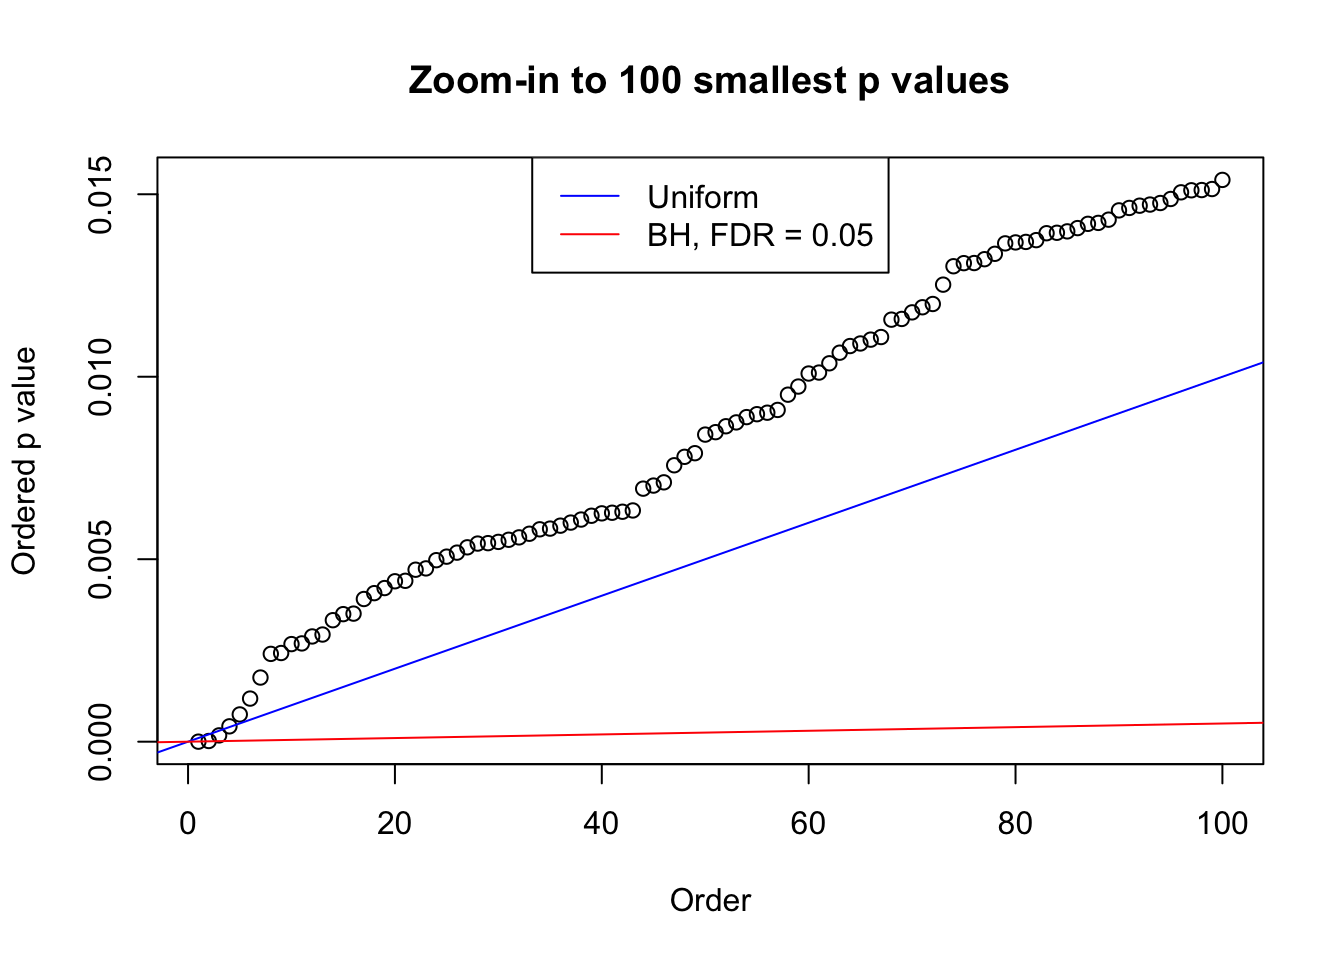 Zoom-in to 100 smallest p values
Uniform
BH, FDR = 0.05
Ordered p value
0.015
0.010
0.005
0.000
0 20 40 60 80 100
Order